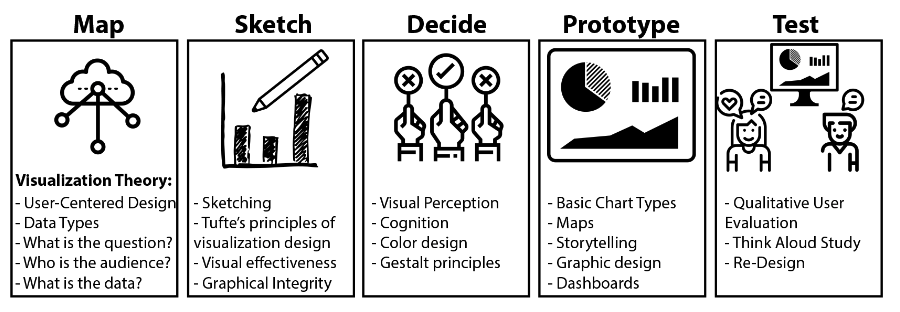 Map
Visualization Theory:
- User-Centered Design
- Data Types
- What is the question?
- Who is the audience?
- What is the data?
Sketch
- Sketching
- Tufte's principles of
visualization design
- Visual effectiveness
- Graphical Integrity
Decide
- Visual Perception
- Cognition
- Color design
- Gestalt principles
Prototype
- Basic Chart Types
- Maps
- Storytelling
- Graphic design
- Dashboards
Test
- Qualitative User
Evaluation
- Think Aloud Study
- Re-Design